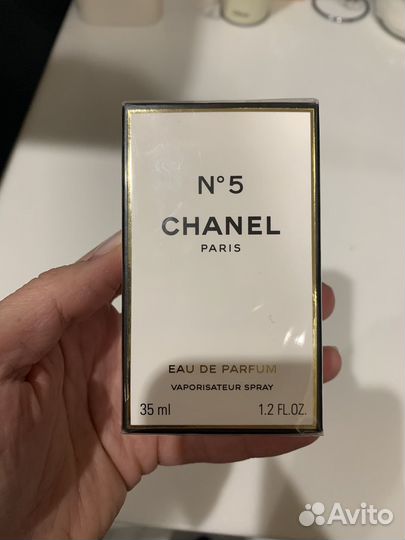 N°5
CHANEL
PARIS
EAU DE PARFUM
VAPORISATEUR SPRAY
35 ml 1.2 FL.OZ.
Avito